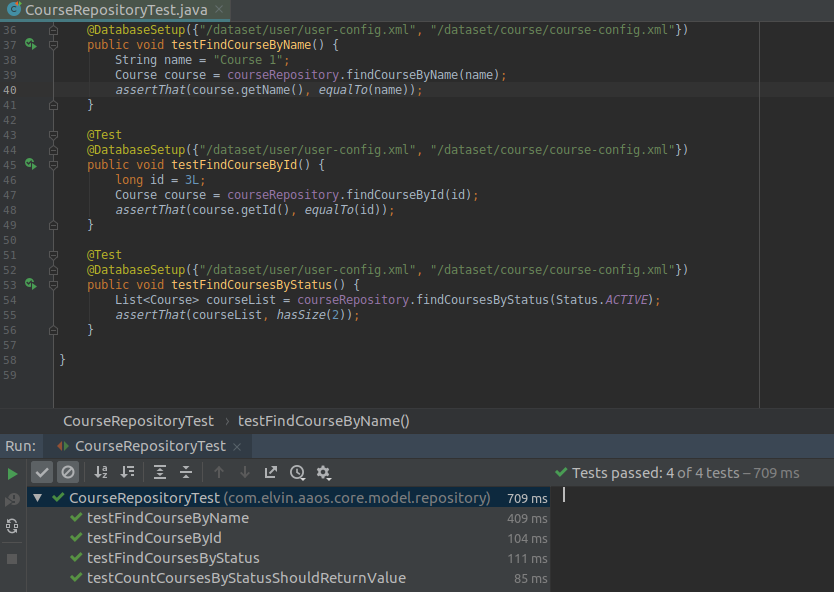 CourseRepositoryTest.java ×
36 @DatabaseSetup({"/dataset/user/user-config.xml", "/dataset/course/course-config.xml"})
37 public void testFindCourseByName() {
38 String name = "Course 1";
39 Course course = courseRepository.findCourseByName(name);
40 assertThat(course.getName(), equalTo(name));
41 }
42
43 @Test
44 @DatabaseSetup({"/dataset/user/user-config.xml", "/dataset/course/course-config.xml"})
45 public void testFindCourseById() {
46 long id = 3L;
47 Course course = courseRepository.findCourseById(id);
48 assertThat(course.getId(), equalTo(id));
49 }
50
51 @Test
52 @DatabaseSetup({"/dataset/user/user-config.xml", "/dataset/course/course-config.xml"})
53 public void testFindCoursesByStatus() {
54 List<Course> courseList = courseRepository.findCoursesByStatus(Status.ACTIVE);
55 assertThat(courseList, hasSize(2));
56 }
57
58 }
59
CourseRepositoryTest › testFindCourseByName()
Run: CourseRepositoryTest ×
Tests passed: 4 of 4 tests – 709 ms
CourseRepositoryTest (com.elvin.aaos.core.model.repository) 709 ms
testFindCourseByName 409 ms
testFindCourseById 104 ms
testFindCoursesByStatus 111 ms
testCountCoursesByStatusShouldReturnValue 85 ms